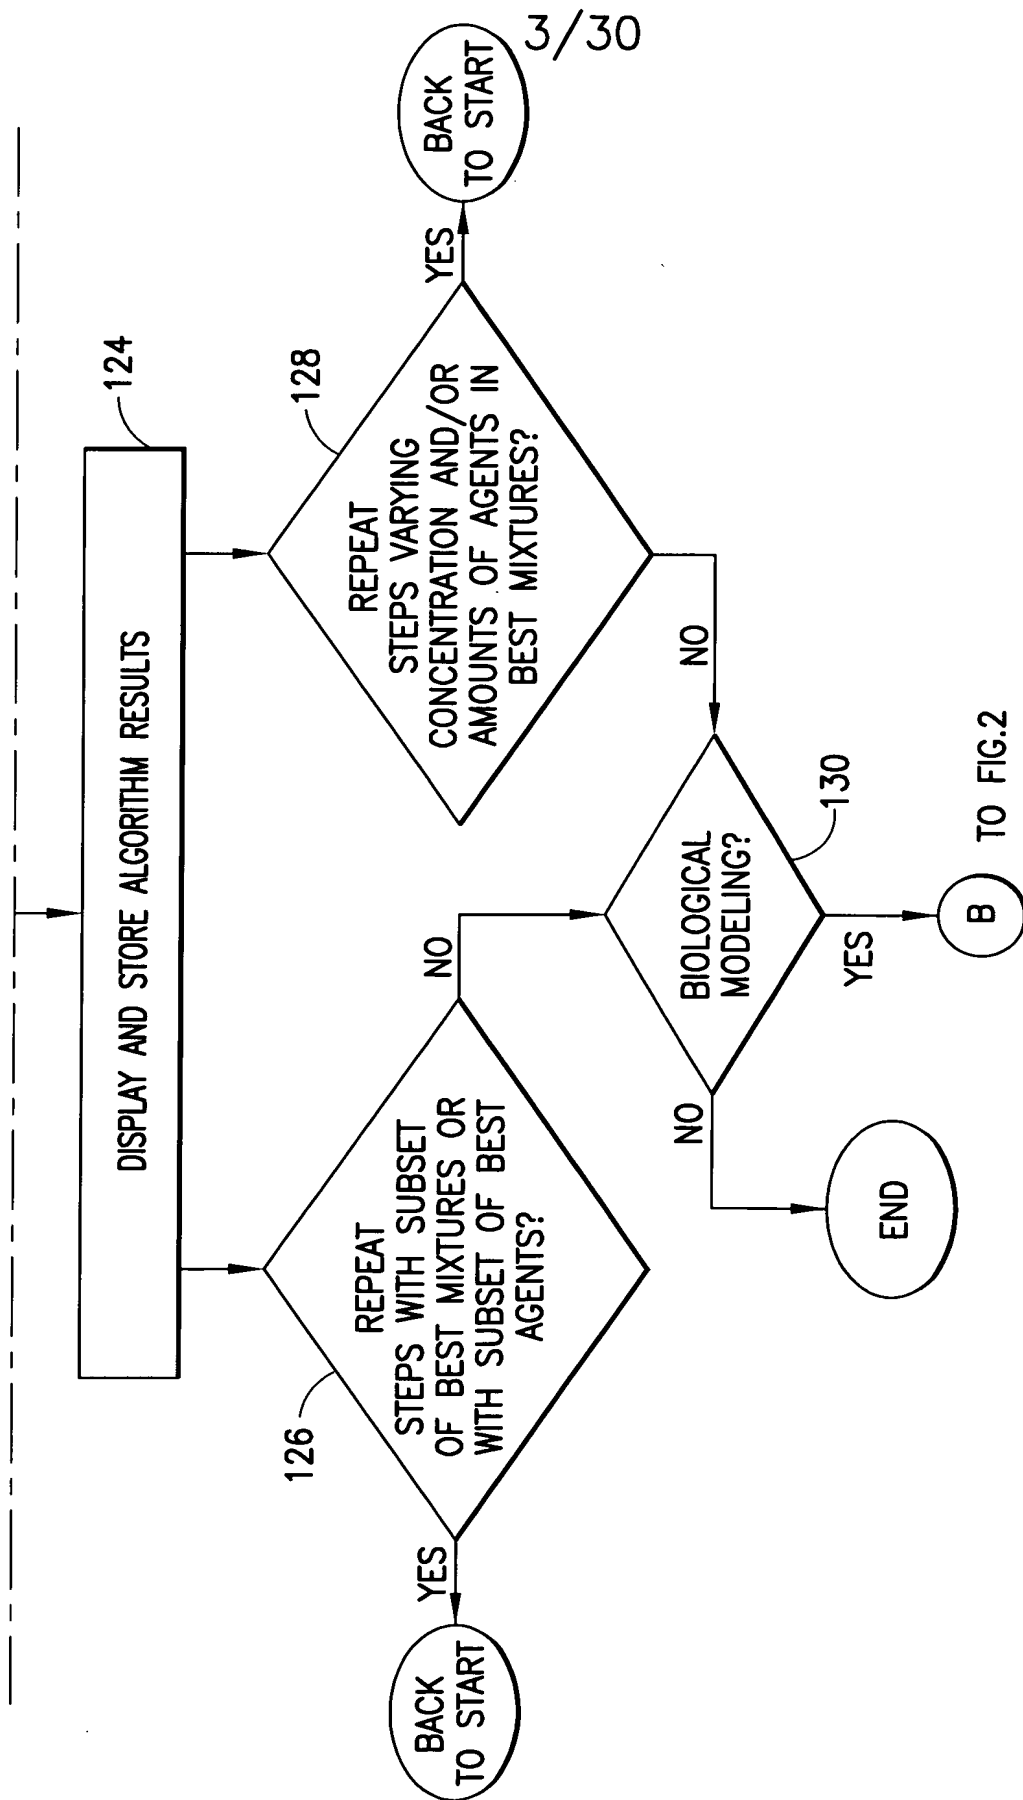 3/30
DISPLAY AND STORE ALGORITHM RESULTS
124
126
REPEAT
STEPS WITH SUBSET
OF BEST MIXTURES OR
WITH SUBSET OF BEST
AGENTS?
YES
BACK
TO START
NO
128
REPEAT
STEPS VARYING
CONCENTRATION AND/OR
AMOUNTS OF AGENTS IN
BEST MIXTURES?
YES
BACK
TO START
NO
BIOLOGICAL
MODELING?
130
NO
END
YES
B
TO FIG.2